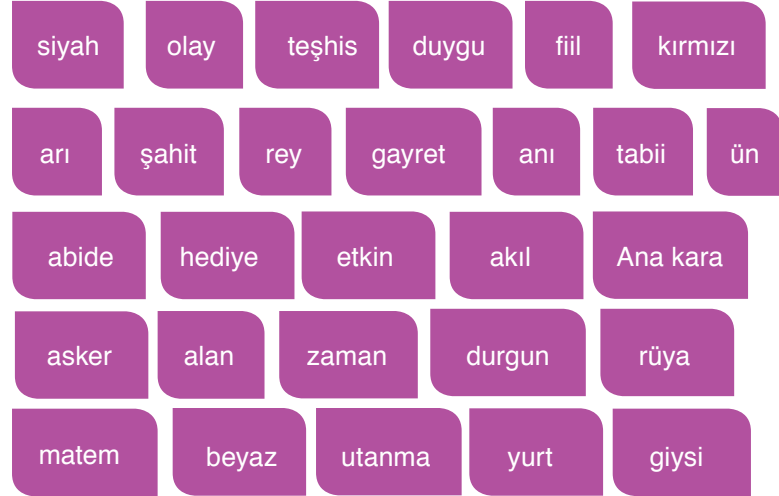 siyah olay teşhis duygu fiil kırmızı
arı şahit rey gayret anı tabii ün
abide hediye etkin akıl Ana kara
asker alan zaman durgun rüya
matem beyaz utanma yurt giysi